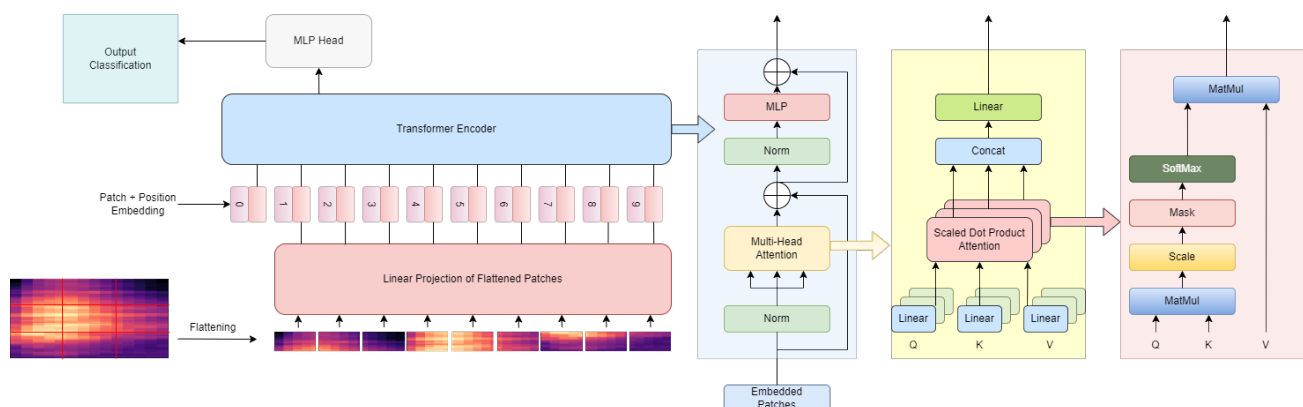 Output
Classification
MLP Head
Transformer Encoder
Patch + Position
Embedding
0 1 2 3 4 5 6 7 8 9
Linear Projection of Flattened Patches
Flattening
MLP
Norm
Multi-Head
Attention
Norm
Embedded
Patches
Linear
Concat
Scaled Dot Product
Attention
Linear Linear Linear
Q K V
MatMul
SoftMax
Mask
Scale
MatMul
Q K V